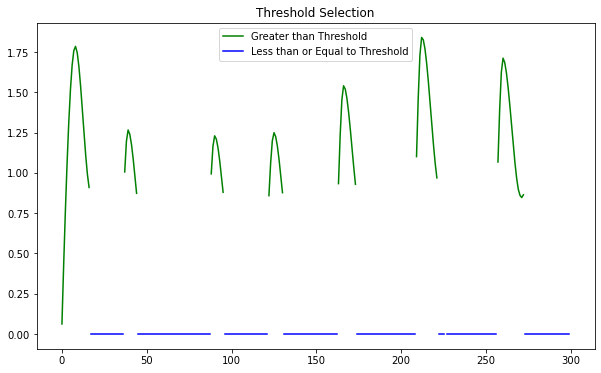 Threshold Selection
Greater than Threshold
Less than or Equal to Threshold
1.75
1.50
1.25
1.00
0.75
0.50
0.25
0.00
0 50 100 150 200 250 300